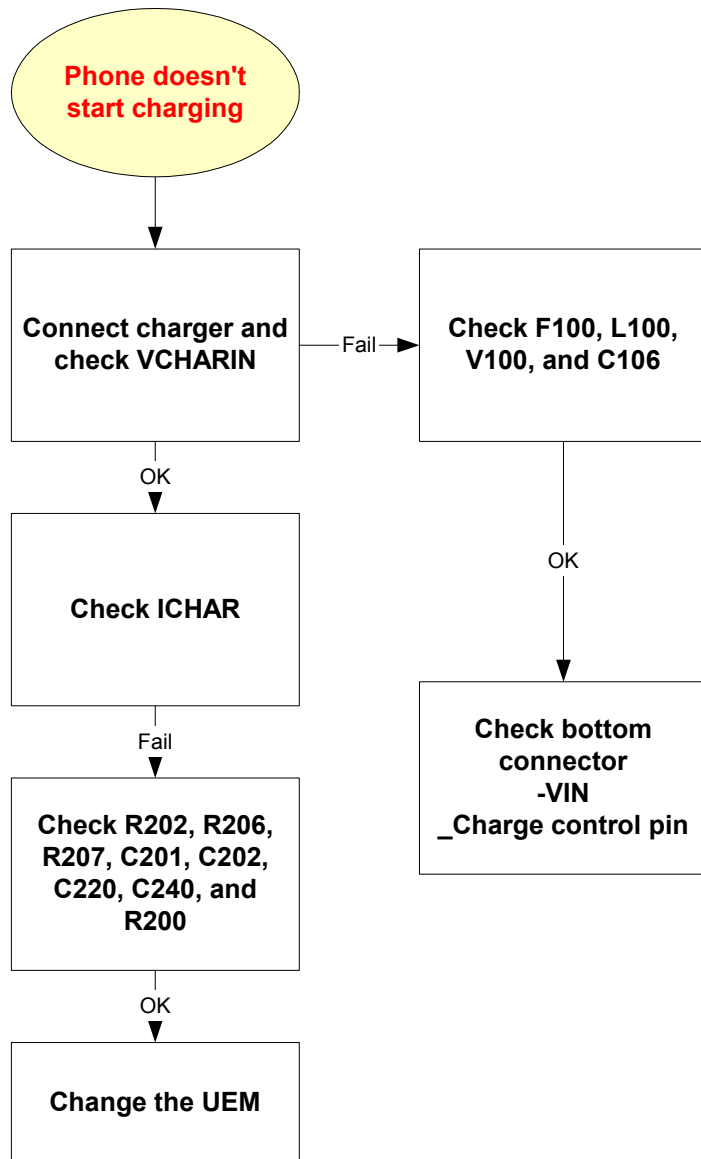 Phone doesn't
start charging
Connect charger and
check VCHARIN
Fail
Check F100, L100,
V100, and C106
OK
Check ICHAR
OK
Check bottom
connector
-VIN
_Charge control pin
Fail
Check R202, R206,
R207, C201, C202,
C220, C240, and
R200
OK
Change the UEM